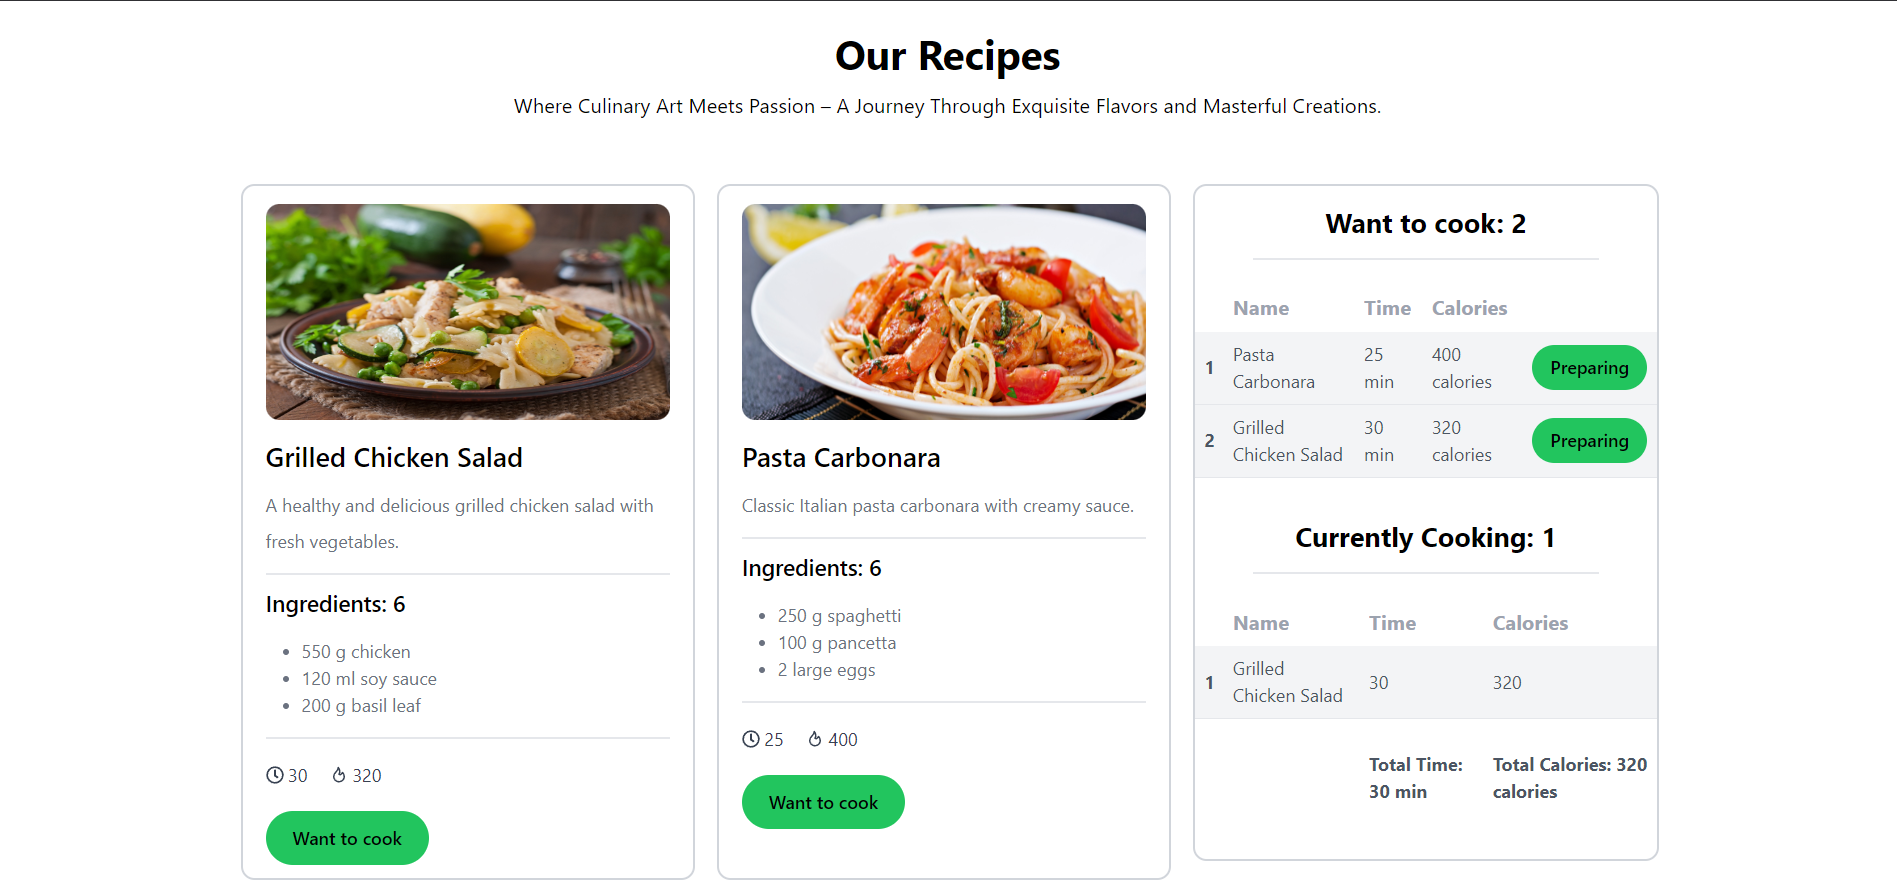 Our Recipes
Where Culinary Art Meets Passion – A Journey Through Exquisite Flavors and Masterful Creations.
Grilled Chicken Salad
A healthy and delicious grilled chicken salad with
fresh vegetables.
Ingredients: 6
550 g chicken
120 ml soy sauce
200 g basil leaf
30 320
Want to cook
Pasta Carbonara
Classic Italian pasta carbonara with creamy sauce.
Ingredients: 6
250 g spaghetti
100 g pancetta
2 large eggs
25 400
Want to cook
Want to cook: 2
Name Time Calories
1 Pasta Carbonara 25 min 400 calories Preparing
2 Grilled Chicken Salad 30 min 320 calories Preparing
Currently Cooking: 1
Name Time Calories
1 Grilled Chicken Salad 30 320
Total Time: 30 min Total Calories: 320 calories